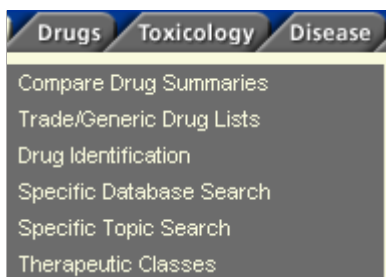 Drugs Toxicology Disease
Compare Drug Summaries
Trade/Generic Drug Lists
Drug Identification
Specific Database Search
Specific Topic Search
Therapeutic Classes